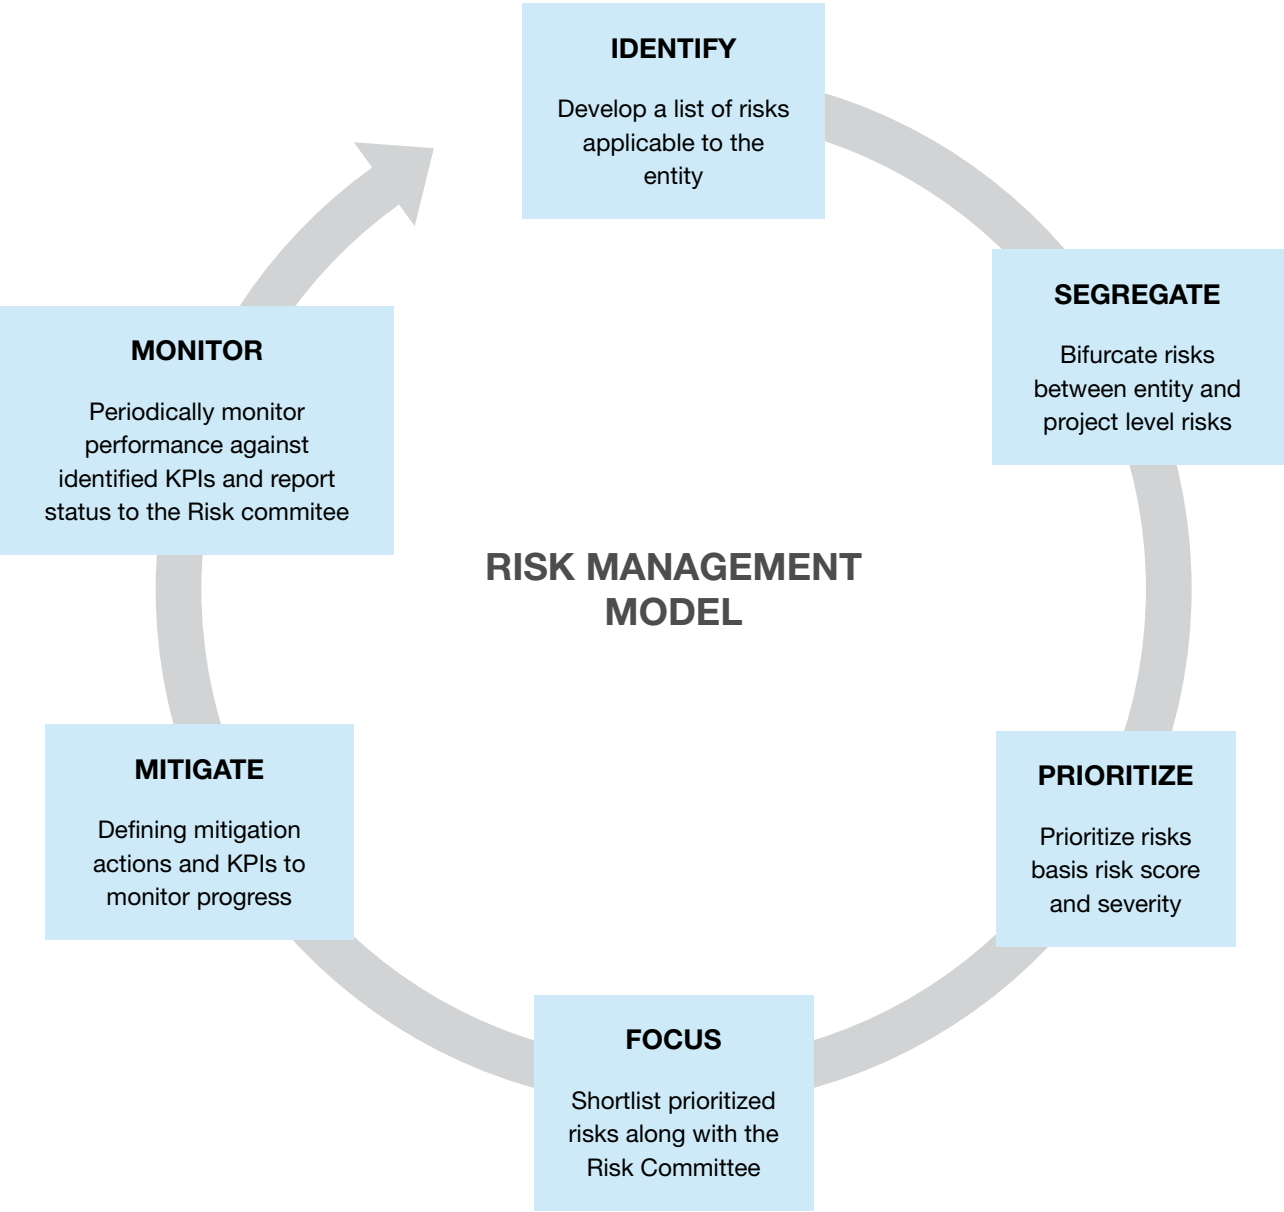 IDENTIFY
Develop a list of risks
applicable to the
entity
SEGREGATE
Bifurcate risks
between entity and
project level risks
PRIORITIZE
Prioritize risks
basis risk score
and severity
FOCUS
Shortlist prioritized
risks along with the
Risk Committee
MITIGATE
Defining mitigation
actions and KPIs to
monitor progress
MONITOR
Periodically monitor
performance against
identified KPIs and report
status to the Risk commitee
RISK MANAGEMENT
MODEL